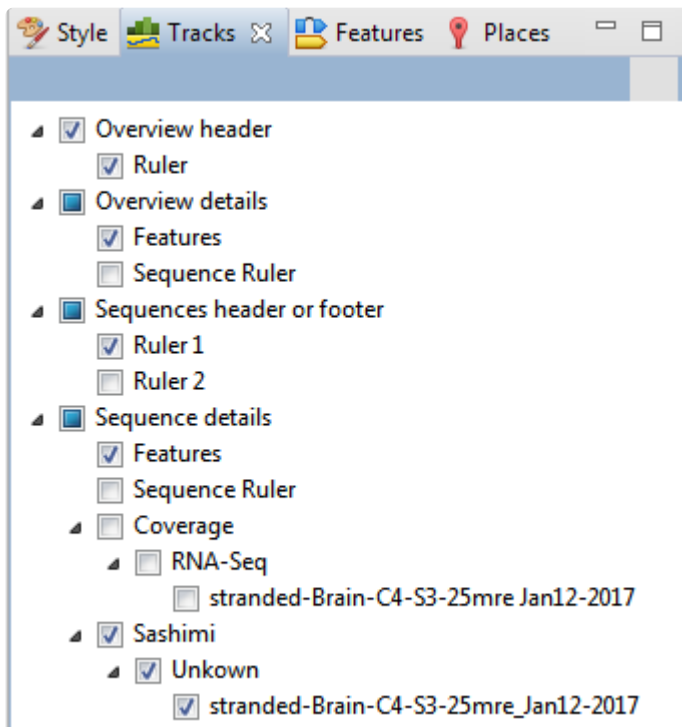 Style Tracks Features Places
Overview header
Ruler
Overview details
Features
Sequence Ruler
Sequences header or footer
Ruler 1
Ruler 2
Sequence details
Features
Sequence Ruler
Coverage
RNA-Seq
stranded-Brain-C4-S3-25mre Jan12-2017
Sashimi
Unkown
stranded-Brain-C4-S3-25mre_Jan12-2017